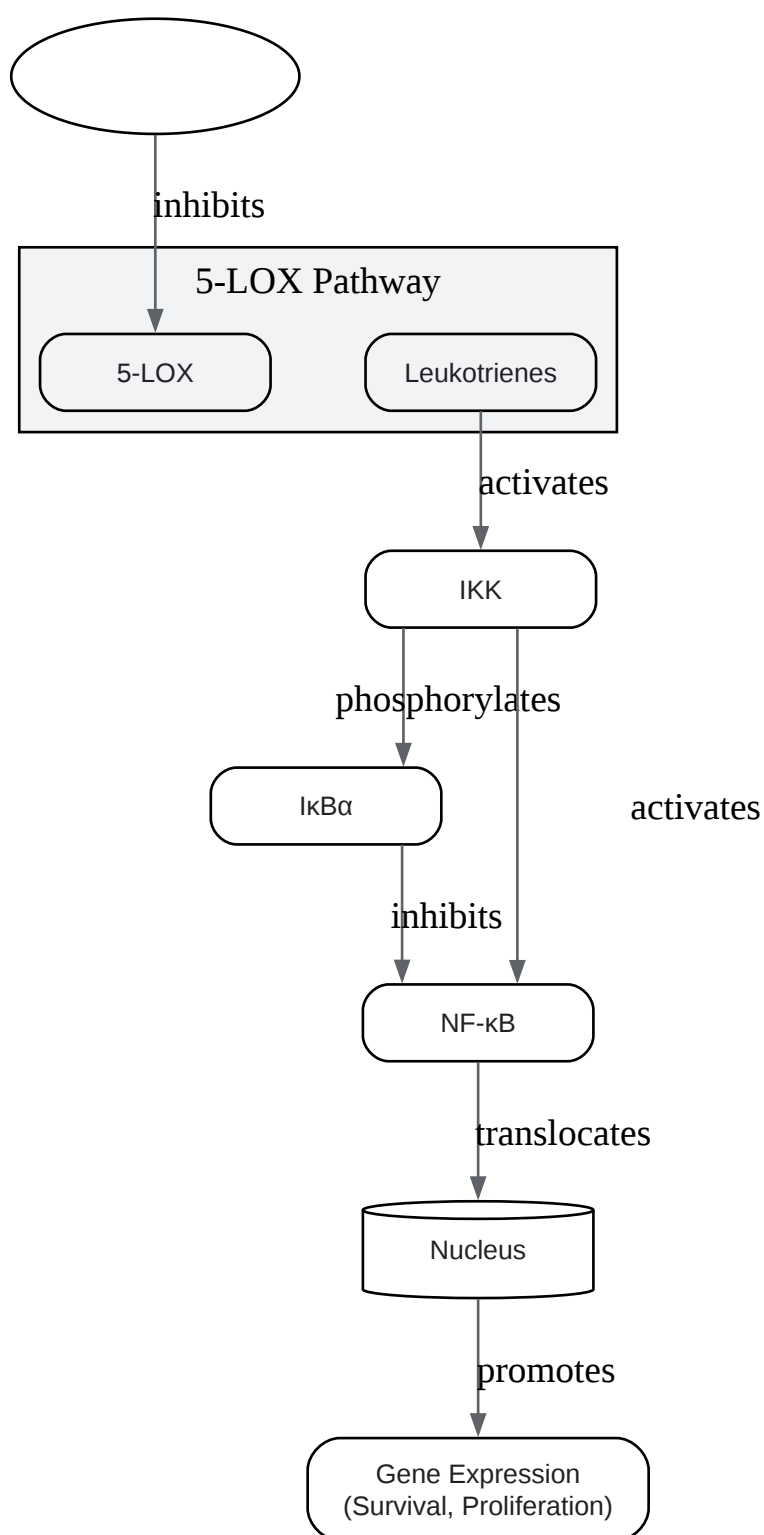 inhibits
5-LOX Pathway
5-LOX
Leukotrienes
activates
IKK
phosphorylates
IκBα
activates
inhibits
NF-κB
translocates
Nucleus
promotes
Gene Expression
(Survival, Proliferation)